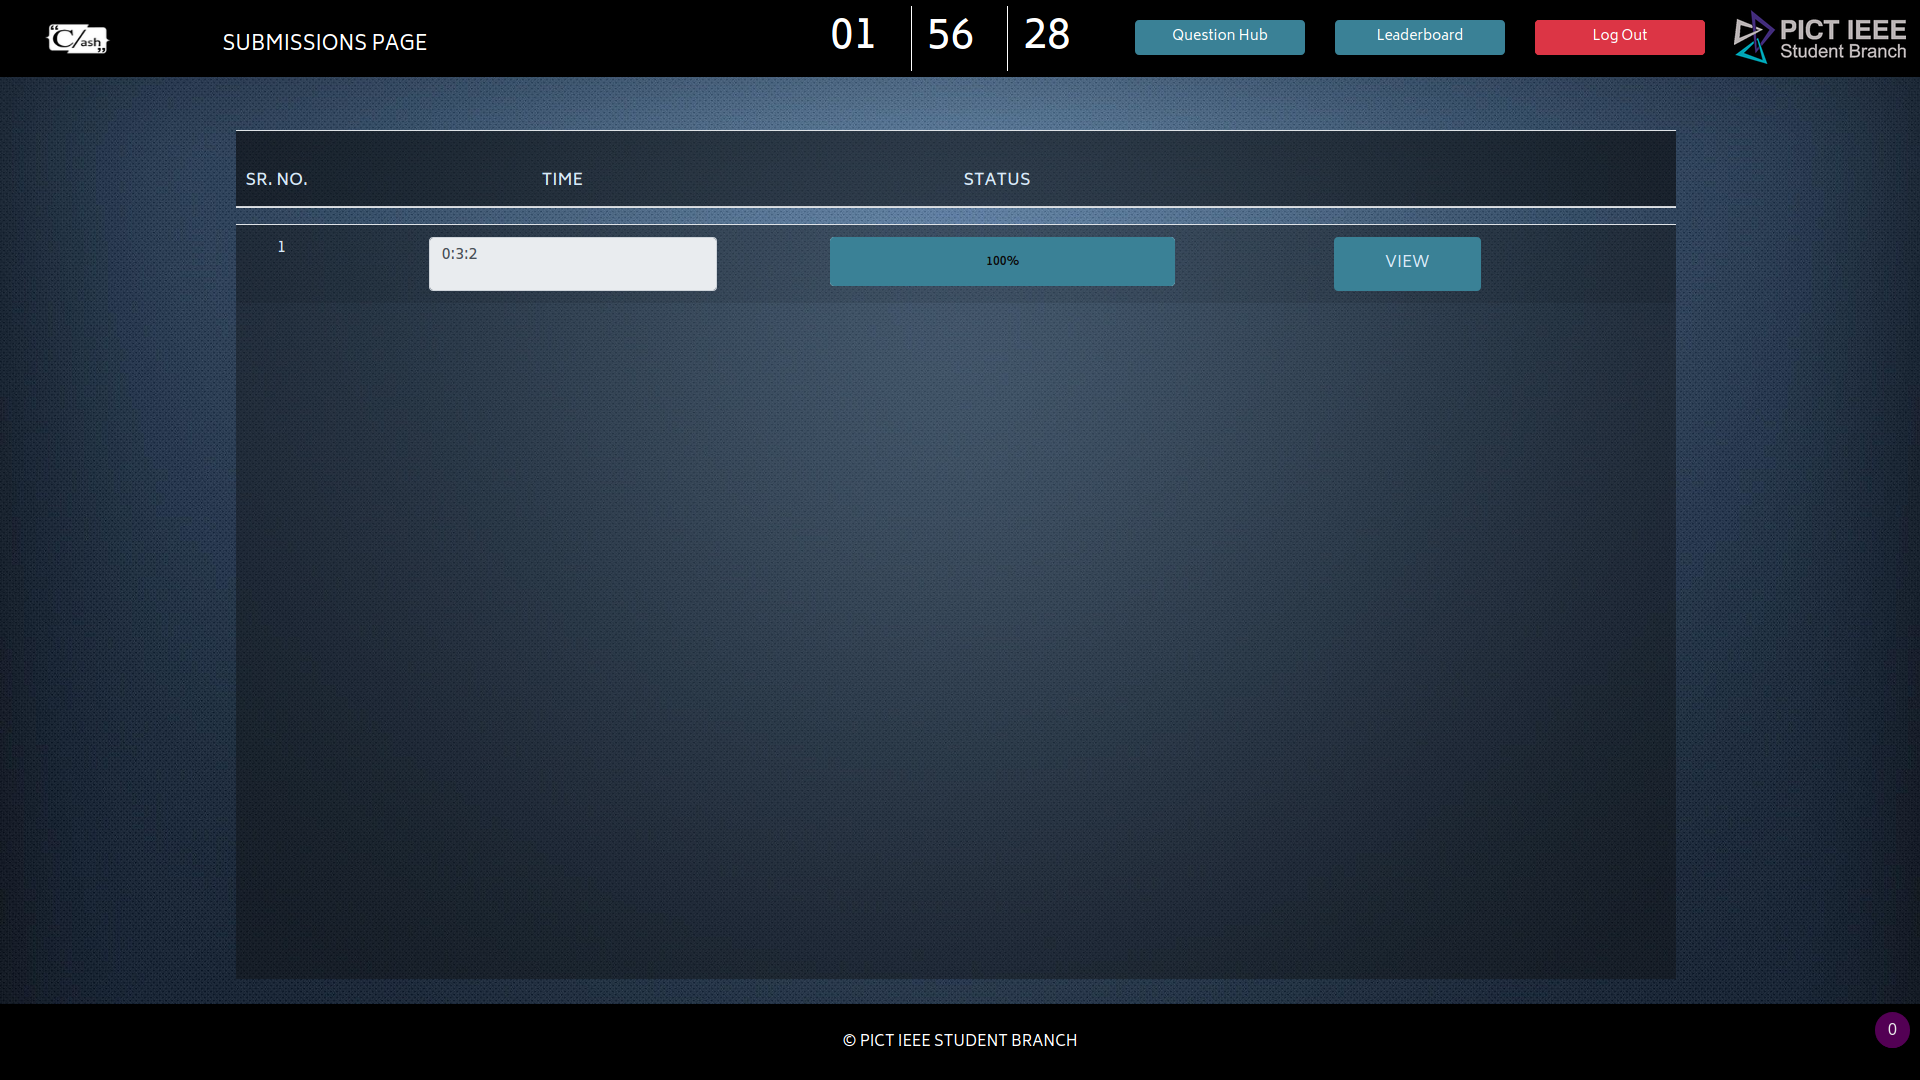 “C/ash”
SUBMISSIONS PAGE
01 56 28
Question Hub
Leaderboard
Log Out
PICT IEEE
Student Branch
SR. NO. TIME STATUS
1 0:3:2 100% VIEW
© PICT IEEE STUDENT BRANCH
0